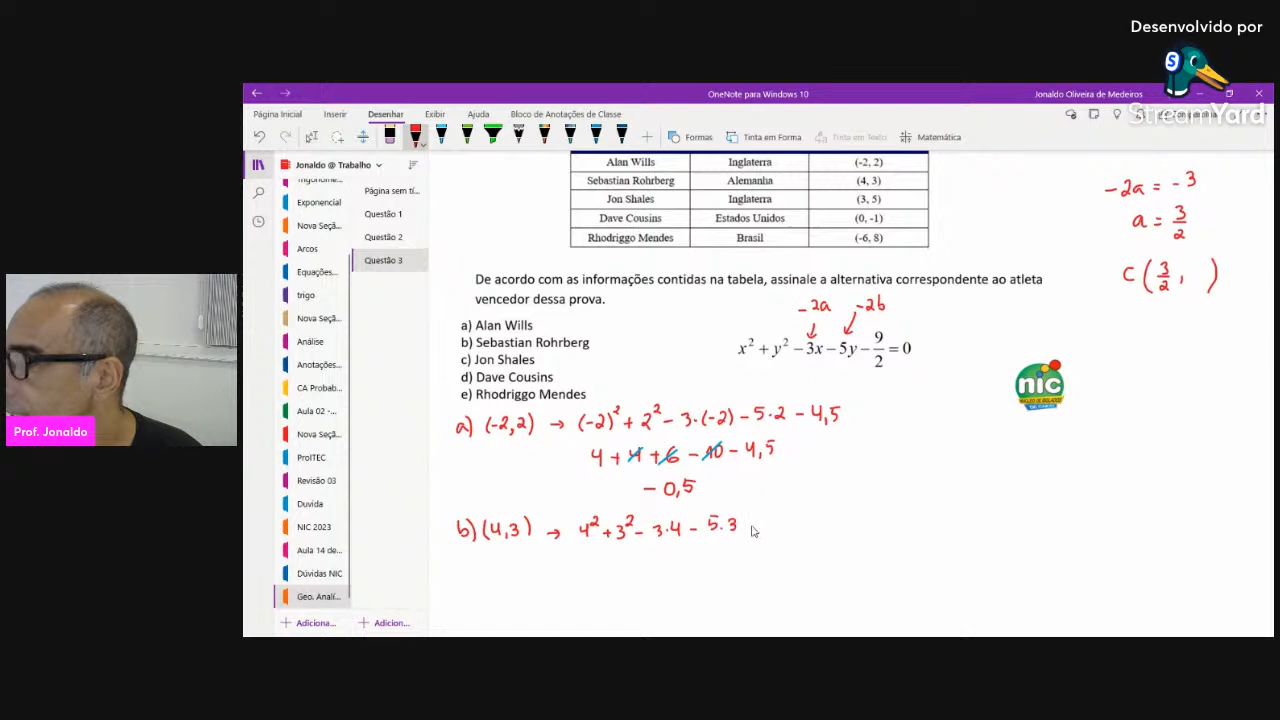 Desenvolvido por
StreamYard
OneNote para Windows 10
Jonaldo Oliveira de Medeiros
Página Inicial Inserir Desenhar Exibir Ajuda Bloco de Anotações de Classe
Formas Tinta em Forma Tinta em Texto Matemática
Jonaldo @ Trabalho
Exponencial
Nova Seçã...
Arcos
Equações...
trigo
Nova Seçã...
Análise
Anotações...
CA Probab...
Aula 02 -...
Nova Seç...
ProITEC
Revisão 03
Duvida
NIC 2023
Aula 14 de...
Dúvidas NIC
Geo. Analí...
Adiciona...
Página sem tí...
Questão 1
Questão 2
Questão 3
Adicion...
Alan Wills Inglaterra (-2, 2)
Sebastian Rohrberg Alemanha (4, 3)
Jon Shales Inglaterra (3, 5)
Dave Cousins Estados Unidos (0, -1)
Rhodriggo Mendes Brasil (-6, 8)
De acordo com as informações contidas na tabela, assinale a alternativa correspondente ao atleta
vencedor dessa prova.
a) Alan Wills
b) Sebastian Rohrberg
c) Jon Shales
d) Dave Cousins
e) Rhodriggo Mendes
-2a -2b
x² + y² - 3x - 5y - 9/2 = 0
-2a = -3
a = 3/2
C (3/2, )
nic
a) (-2,2) → (-2)² + 2² - 3·(-2) - 5·2 - 4,5
4 + 4 + 6 - 10 - 4,5
- 0,5
b) (4,3) → 4² + 3² - 3·4 - 5.3
Prof. Jonaldo